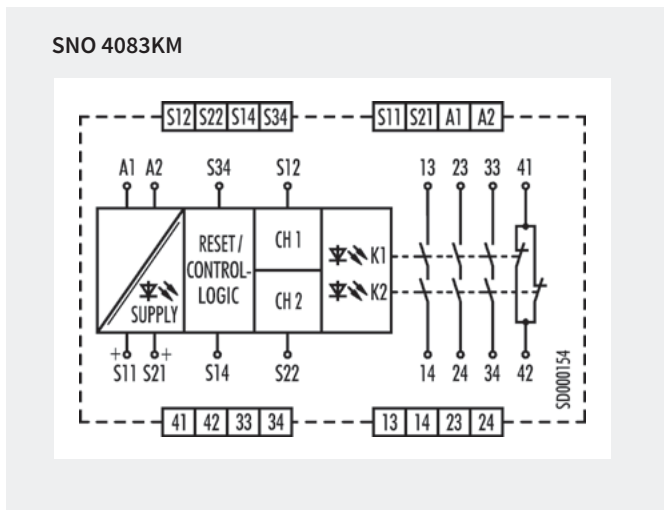 SNO 4083KM
S12 S22 S14 S34 S11 S21 A1 A2
A1 A2 S34 S12 13 23 33 41
RESET /
CONTROL-
LOGIC
CH 1
CH 2
K1
K2
SUPPLY
+ +
S11 S21 S14 S22 14 24 34 42
SD000154
41 42 33 34 13 14 23 24